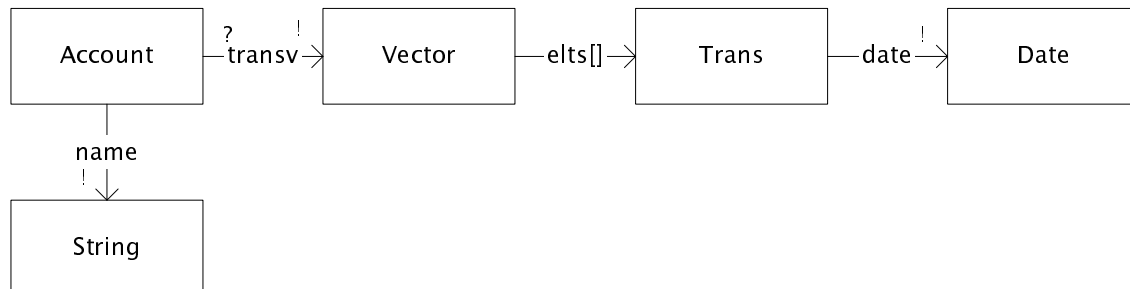 ? !
Account transv Vector elts[] Trans date ! Date
name
!
String